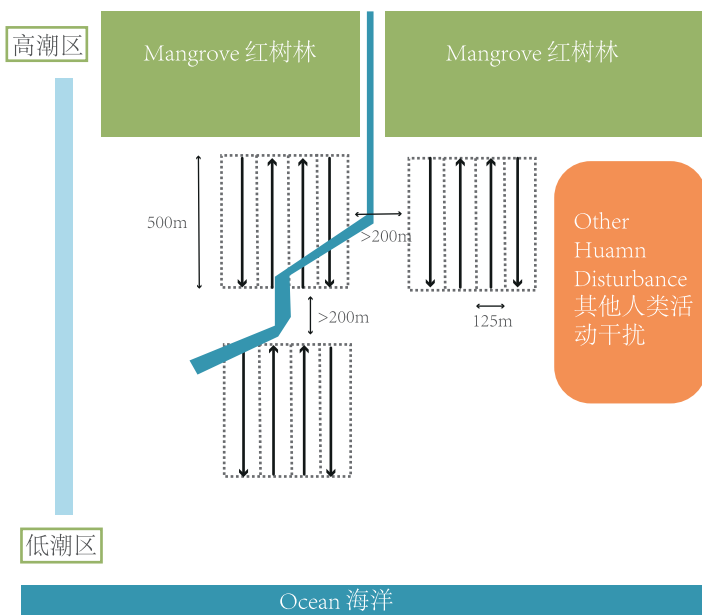 高潮区
Mangrove 红树林
Mangrove 红树林
500m
>200m
Other
Huamn
Disturbance
其他人类活
动干扰
>200m
125m
低潮区
Ocean 海洋